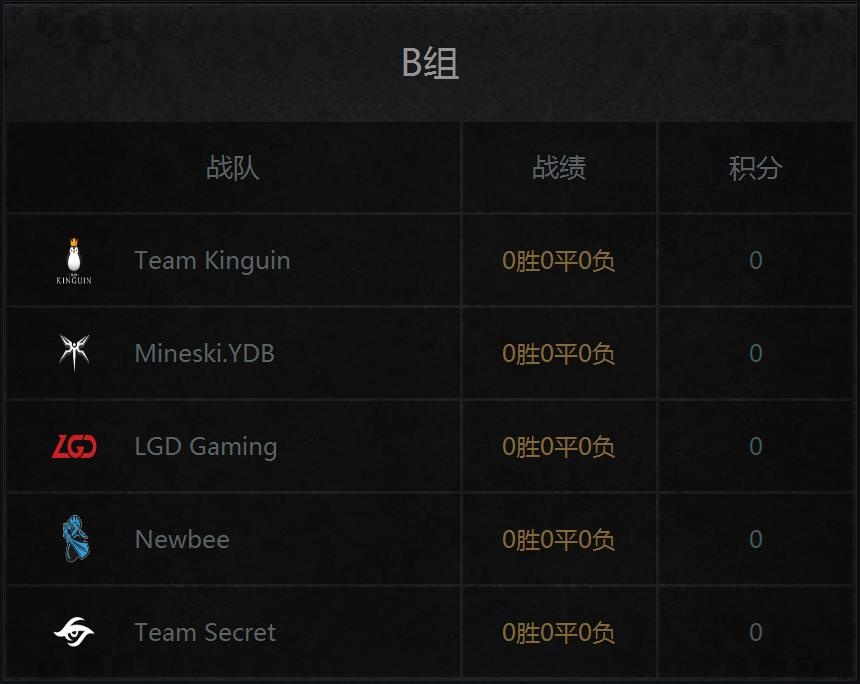 B组
战队 战绩 积分
KINGUIN Team Kinguin 0胜0平0负 0
Mineski.YDB 0胜0平0负 0
LGD LGD Gaming 0胜0平0负 0
Newbee 0胜0平0负 0
Team Secret 0胜0平0负 0